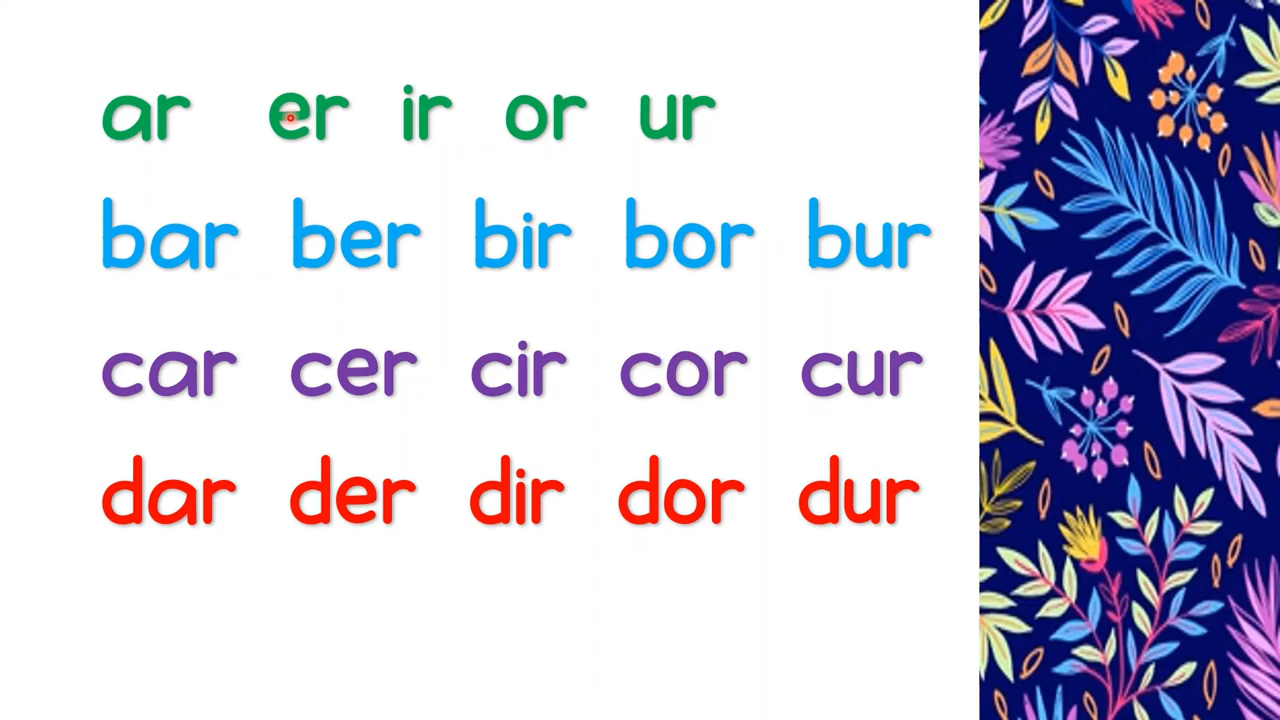 ar er ir or ur
bar ber bir bor bur
car cer cir cor cur
dar der dir dor dur